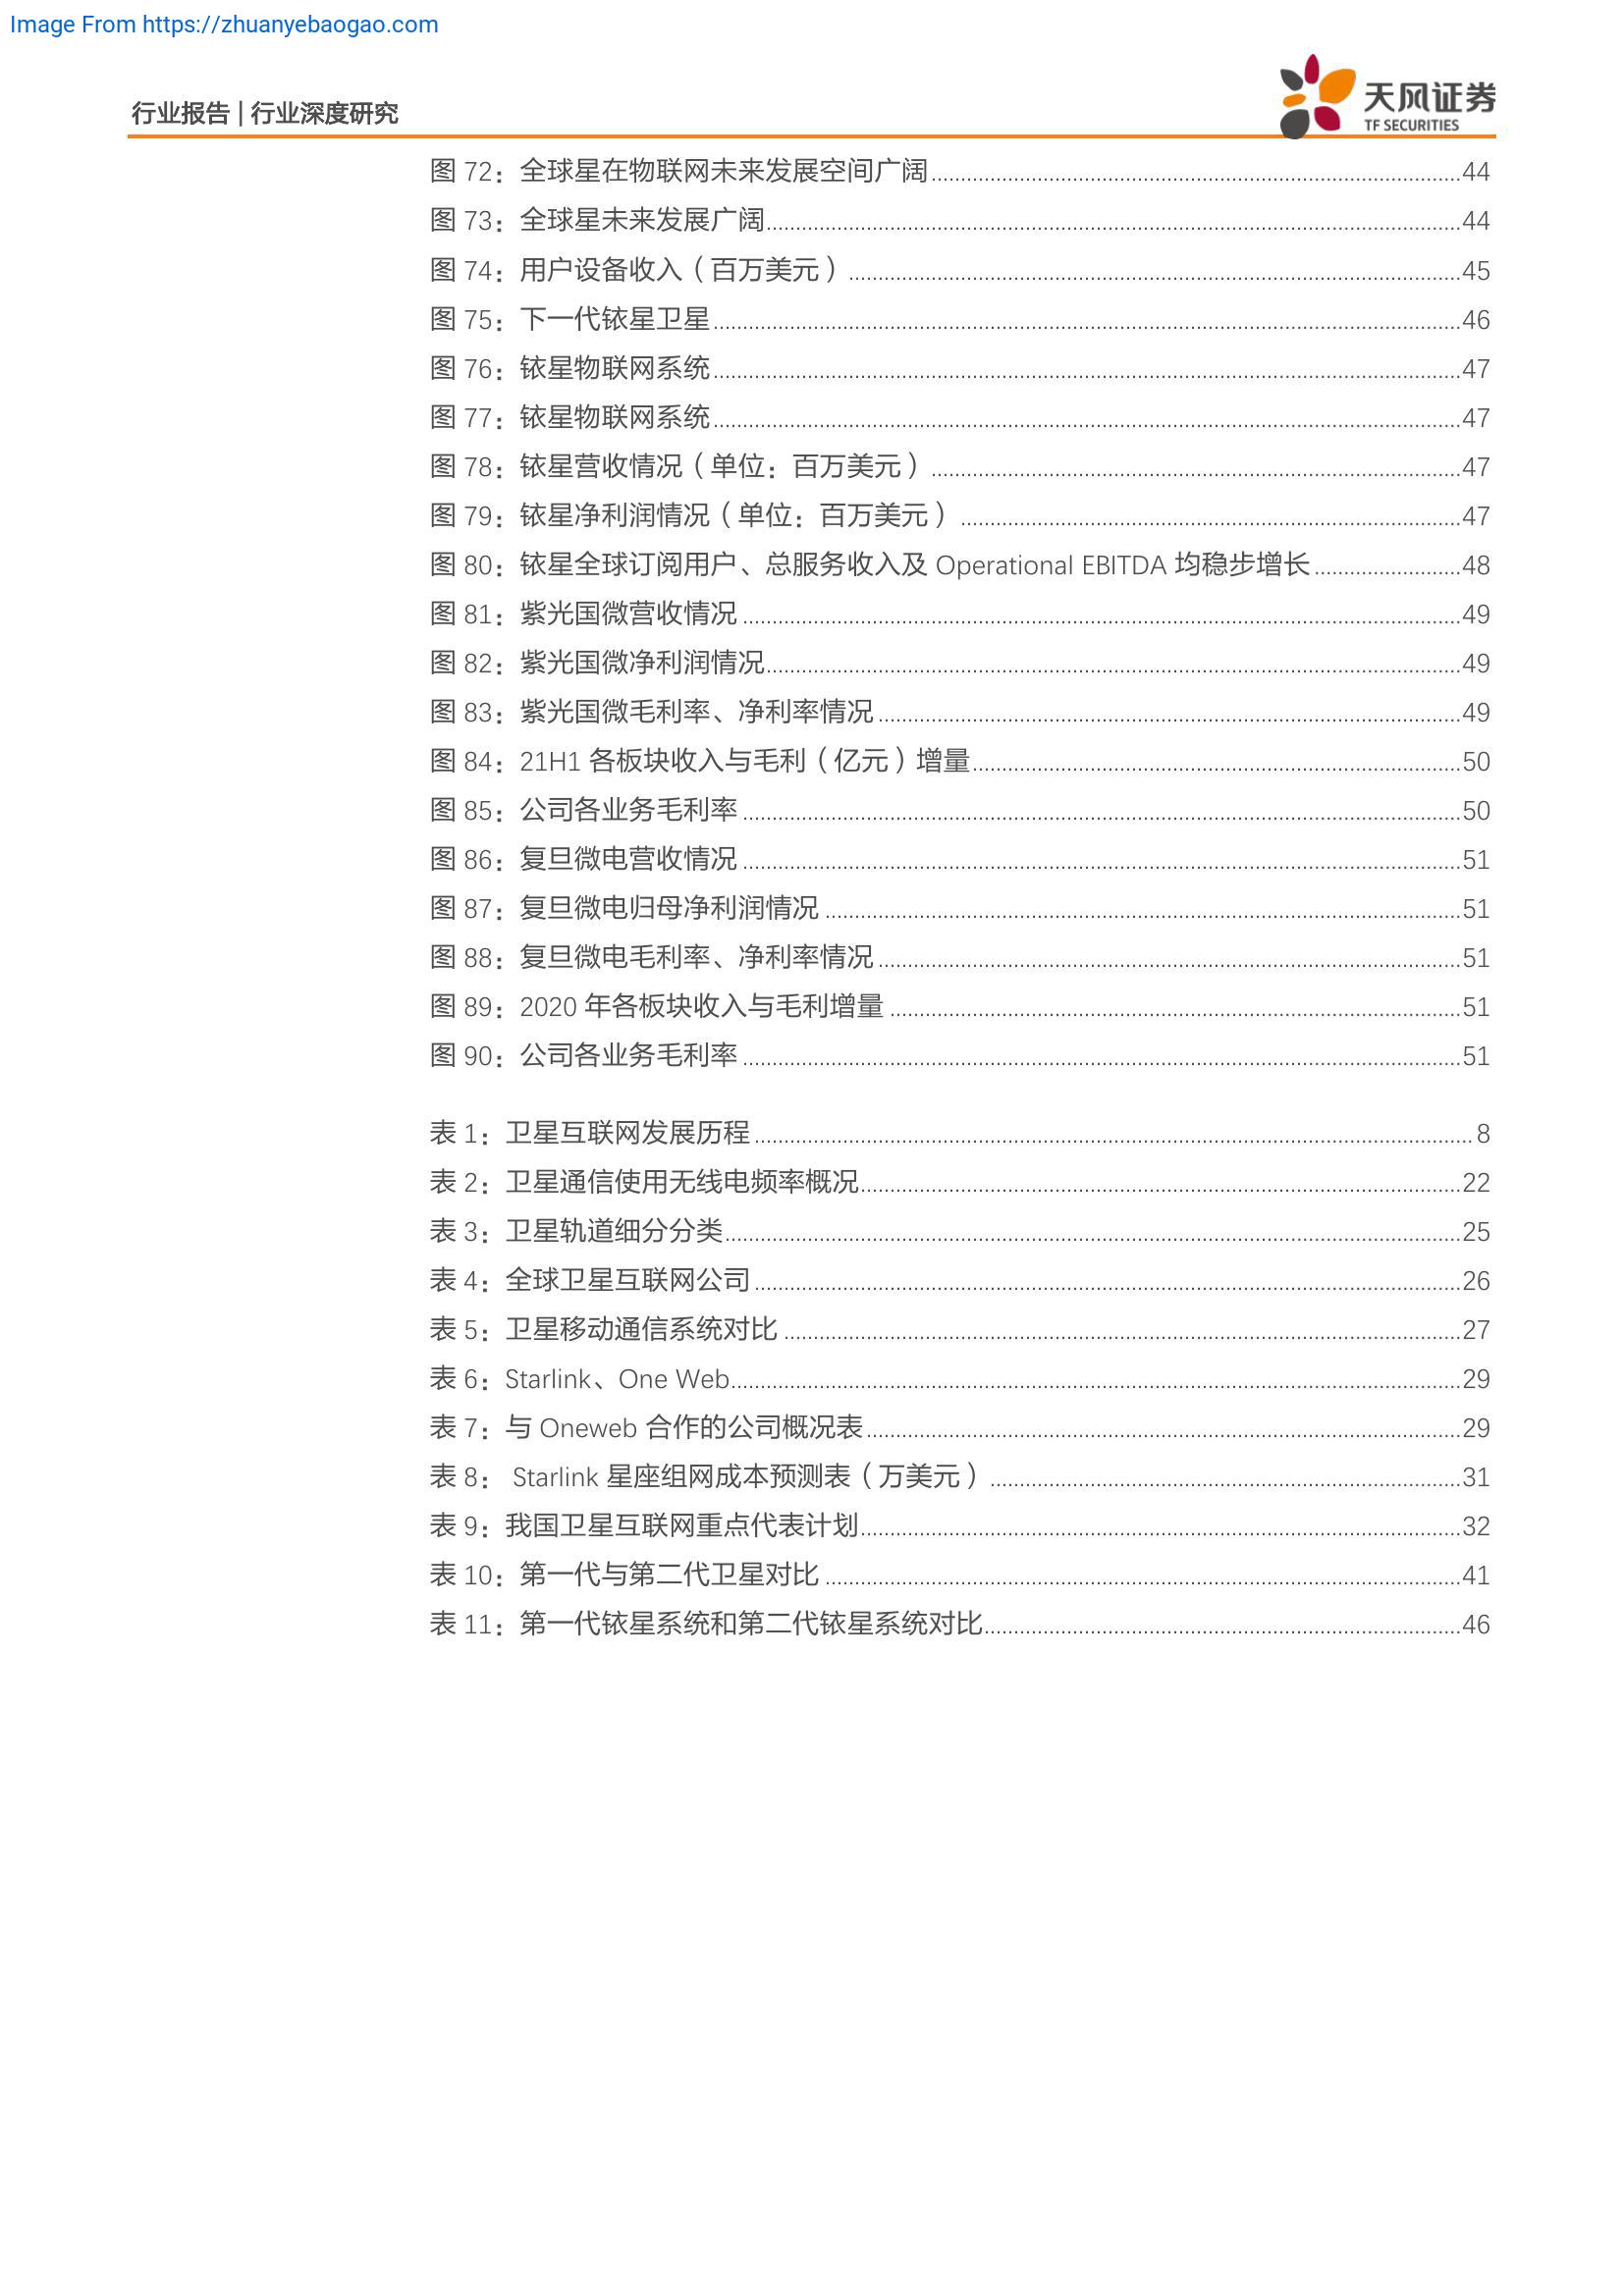 Image From https://zhuanyebaogao.com
行业报告 | 行业深度研究
天风证券
TF SECURITIES
图 72：全球星在物联网未来发展空间广阔 44
图 73：全球星未来发展广阔 44
图 74：用户设备收入（百万美元） 45
图 75：下一代铱星卫星 46
图 76：铱星物联网系统 47
图 77：铱星物联网系统 47
图 78：铱星营收情况（单位：百万美元） 47
图 79：铱星净利润情况（单位：百万美元） 47
图 80：铱星全球订阅用户、总服务收入及 Operational EBITDA 均稳步增长 48
图 81：紫光国微营收情况 49
图 82：紫光国微净利润情况 49
图 83：紫光国微毛利率、净利率情况 49
图 84：21H1 各板块收入与毛利（亿元）增量 50
图 85：公司各业务毛利率 50
图 86：复旦微电营收情况 51
图 87：复旦微电归母净利润情况 51
图 88：复旦微电毛利率、净利率情况 51
图 89：2020 年各板块收入与毛利增量 51
图 90：公司各业务毛利率 51
表 1：卫星互联网发展历程 8
表 2：卫星通信使用无线电频率概况 22
表 3：卫星轨道细分分类 25
表 4：全球卫星互联网公司 26
表 5：卫星移动通信系统对比 27
表 6：Starlink、One Web 29
表 7：与 Oneweb 合作的公司概况表 29
表 8： Starlink 星座组网成本预测表（万美元） 31
表 9：我国卫星互联网重点代表计划 32
表 10：第一代与第二代卫星对比 41
表 11：第一代铱星系统和第二代铱星系统对比 46